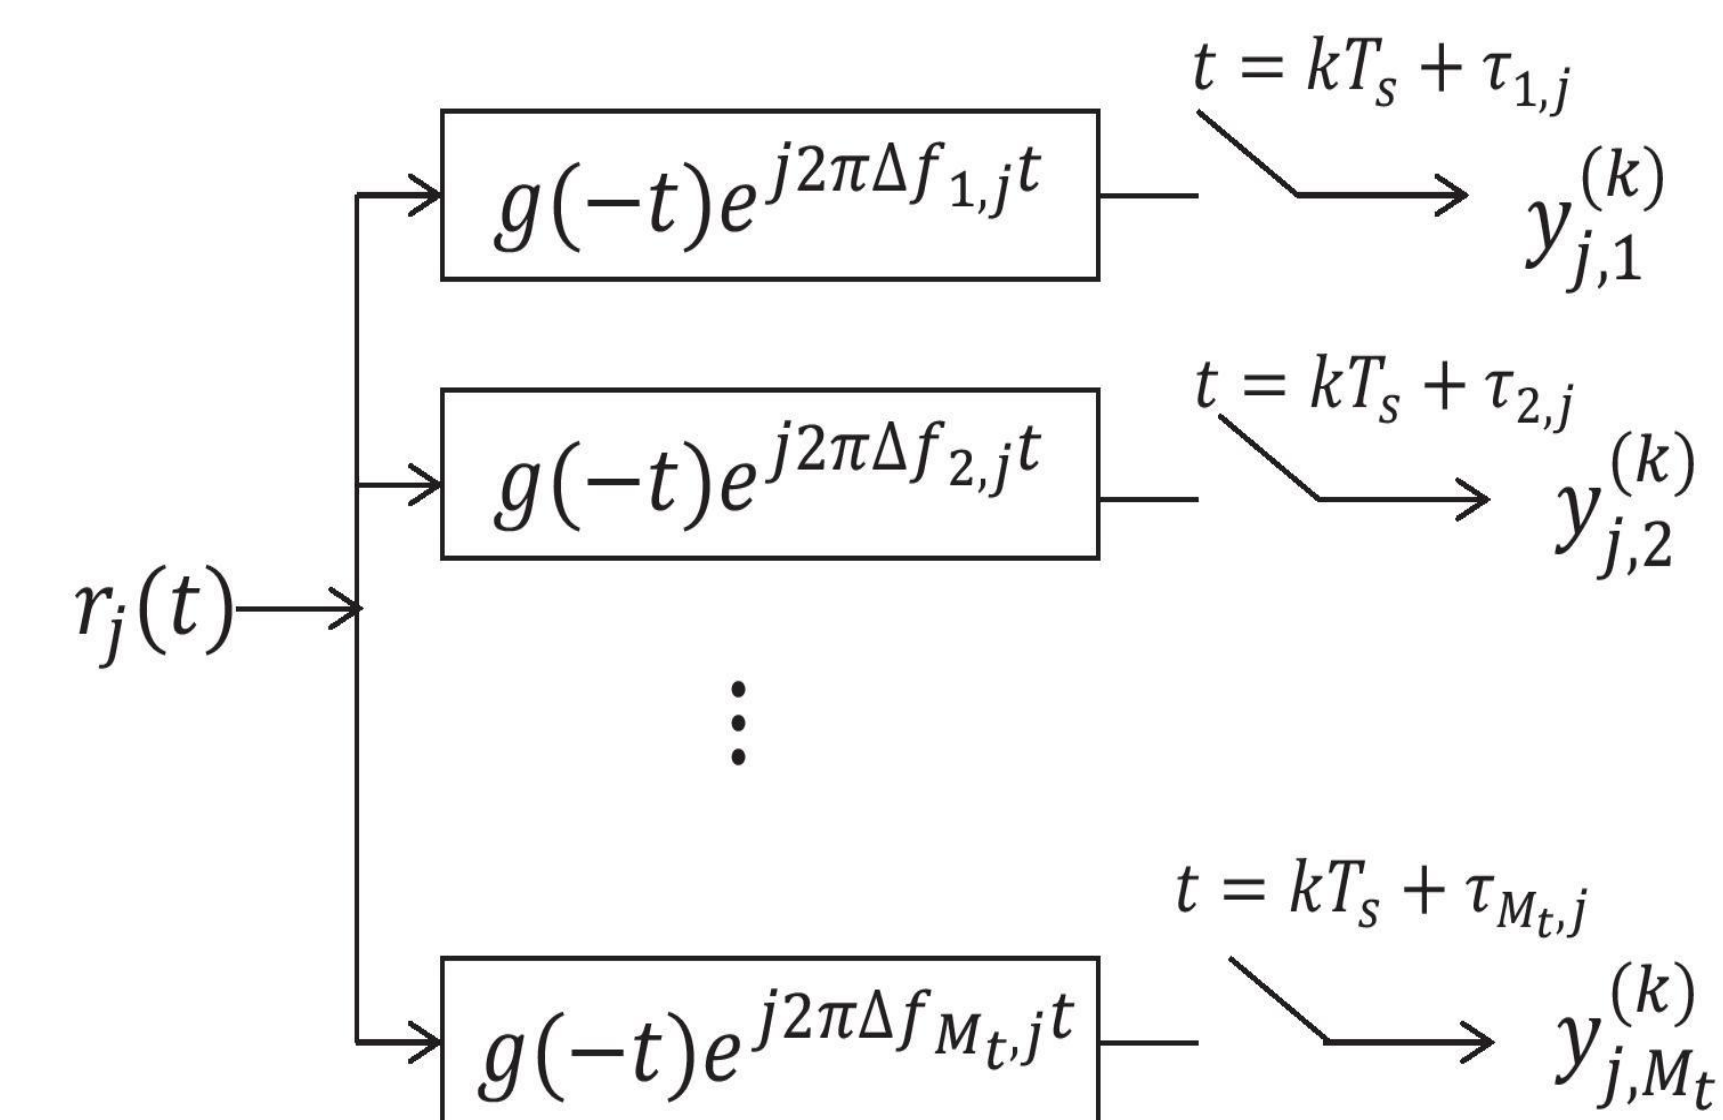 t = kT_s + τ_{1,j}
g(−t)e^{j2πΔf_{1,j}t}
y_{j,1}^{(k)}
t = kT_s + τ_{2,j}
g(−t)e^{j2πΔf_{2,j}t}
y_{j,2}^{(k)}
r_j(t)
⋮
t = kT_s + τ_{M_t,j}
g(−t)e^{j2πΔf_{M_t,j}t}
y_{j,M_t}^{(k)}